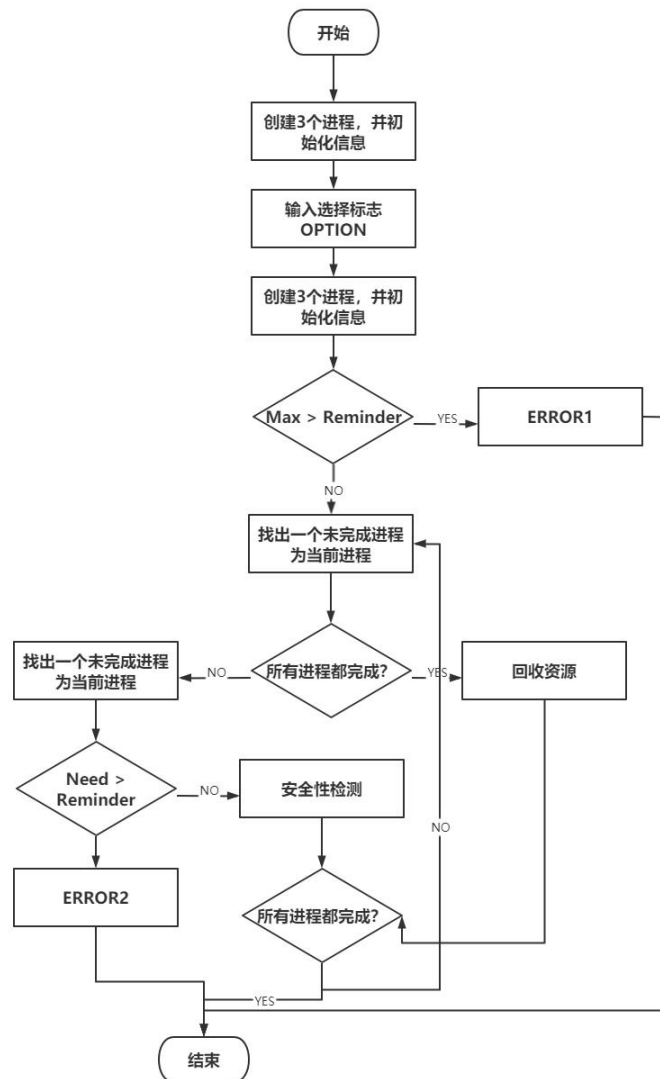 开始
创建3个进程，并初
始化信息
输入选择标志
OPTION
创建3个进程，并初
始化信息
Max > Reminder
YES
ERROR1
NO
找出一个未完成进程
为当前进程
找出一个未完成进程
为当前进程
NO
所有进程都完成？
YES
回收资源
Need >
Reminder
NO
安全性检测
NO
ERROR2
所有进程都完成？
YES
结束